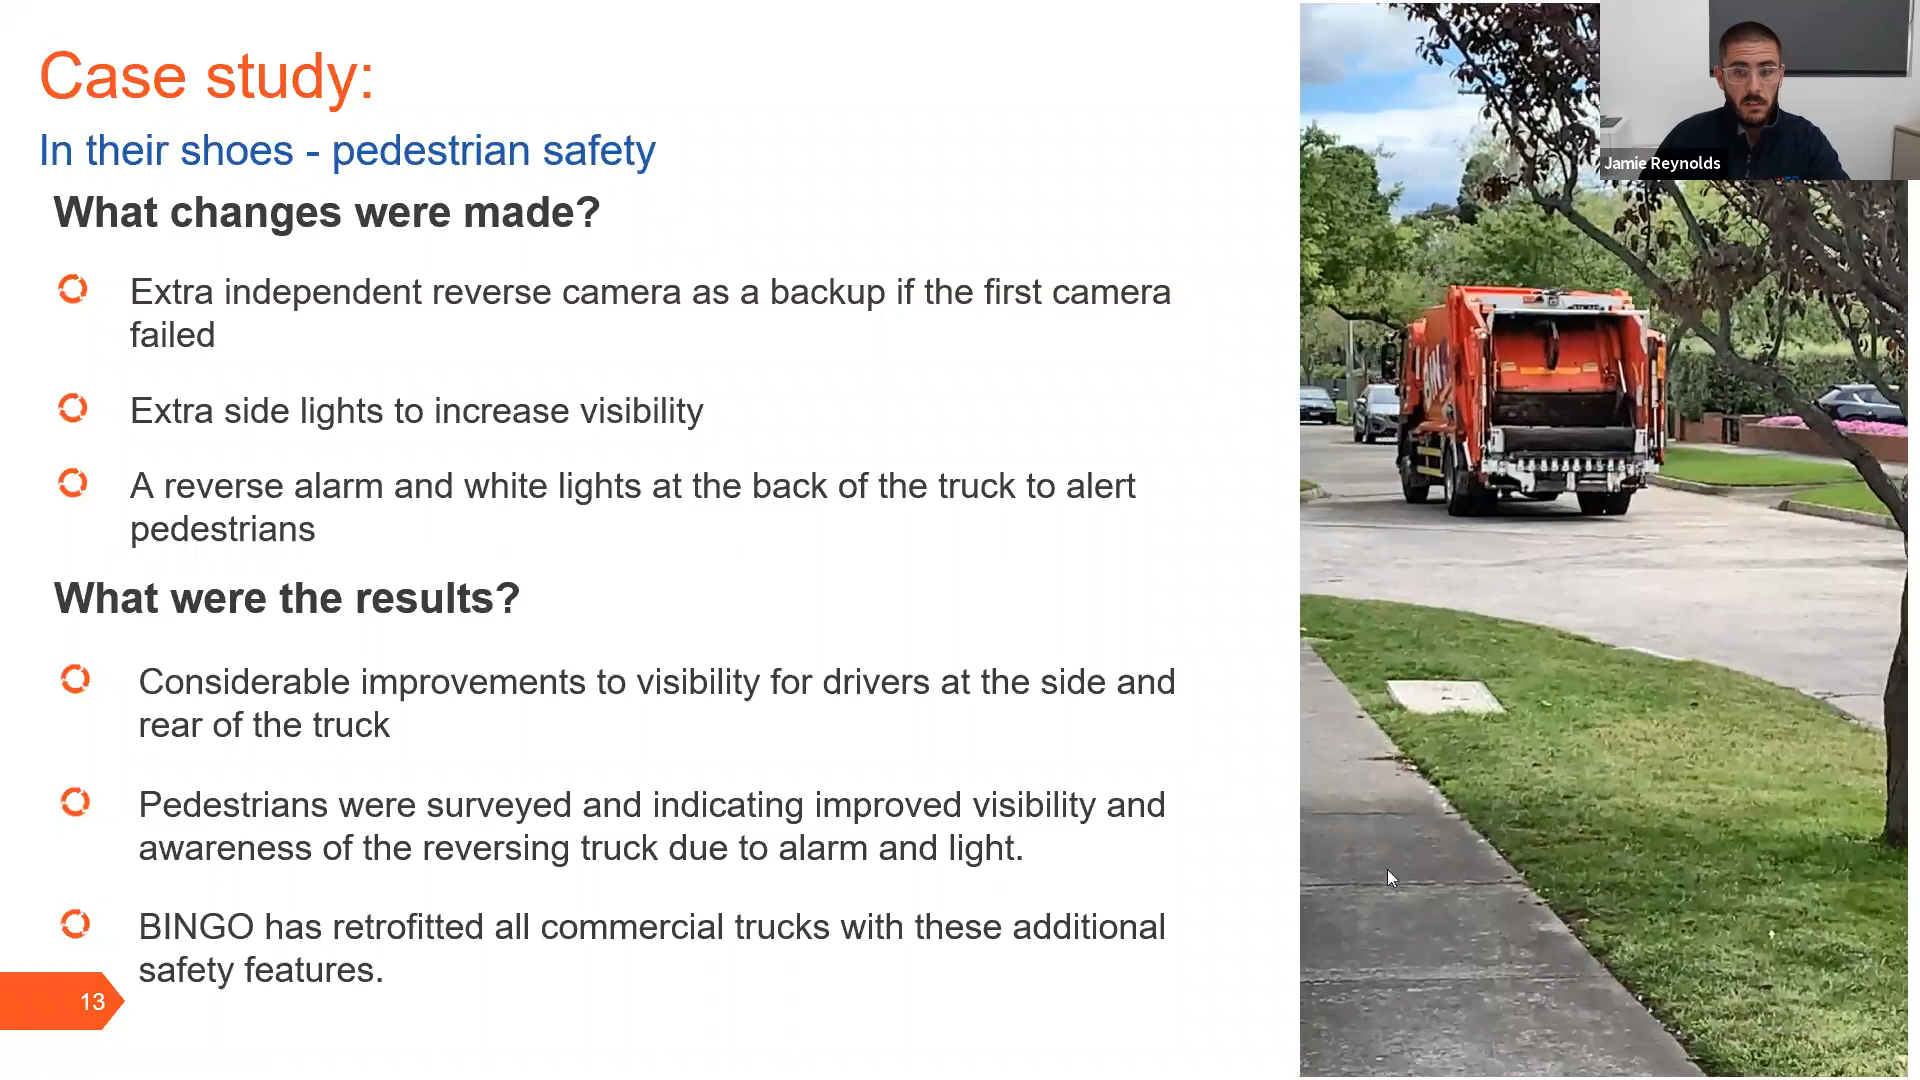 Case study:
In their shoes - pedestrian safety
What changes were made?
Extra independent reverse camera as a backup if the first camera
failed
Extra side lights to increase visibility
A reverse alarm and white lights at the back of the truck to alert
pedestrians
What were the results?
Considerable improvements to visibility for drivers at the side and
rear of the truck
Pedestrians were surveyed and indicating improved visibility and
awareness of the reversing truck due to alarm and light.
BINGO has retrofitted all commercial trucks with these additional
safety features.
13
Jamie Reynolds